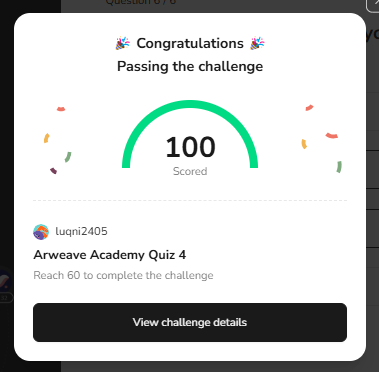 Question 6 / 6
Congratulations
Passing the challenge
100
Scored
luqni2405
Arweave Academy Quiz 4
Reach 60 to complete the challenge
View challenge details